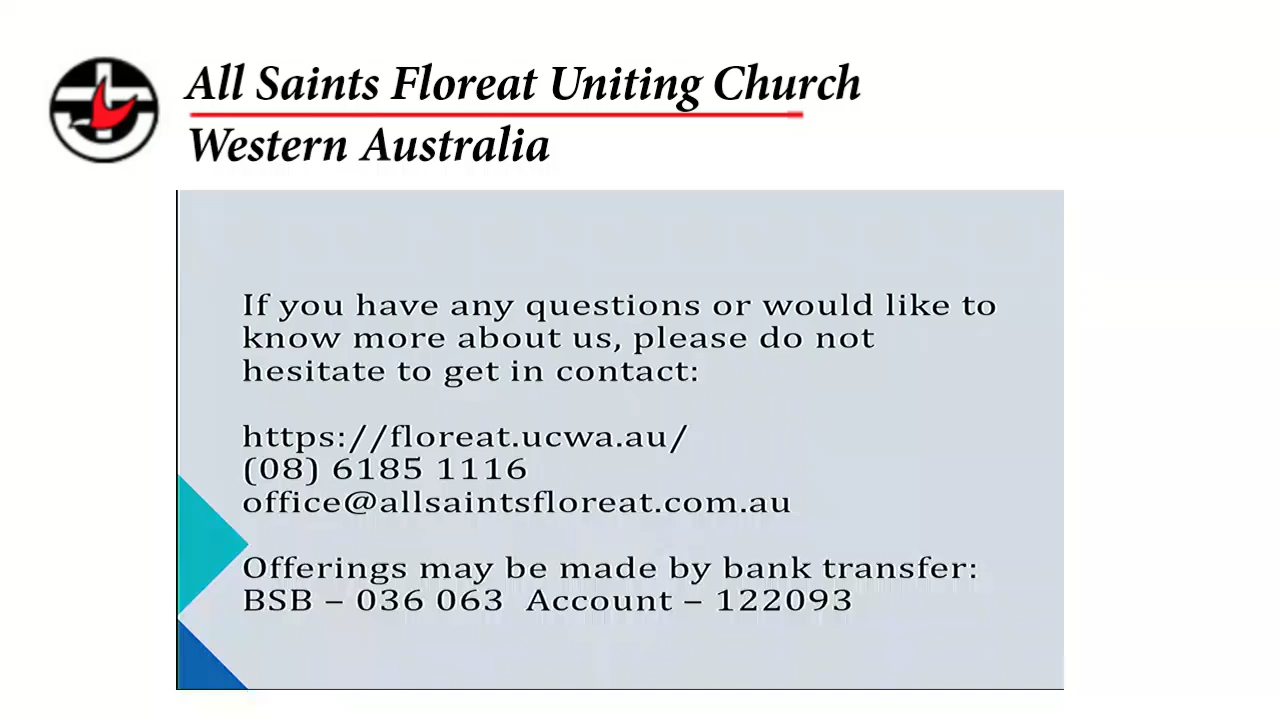 All Saints Floreat Uniting Church
Western Australia
If you have any questions or would like to
know more about us, please do not
hesitate to get in contact:
https://floreat.ucwa.au/
(08) 6185 1116
office@allsaintsfloreat.com.au
Offerings may be made by bank transfer:
BSB – 036 063  Account – 122093